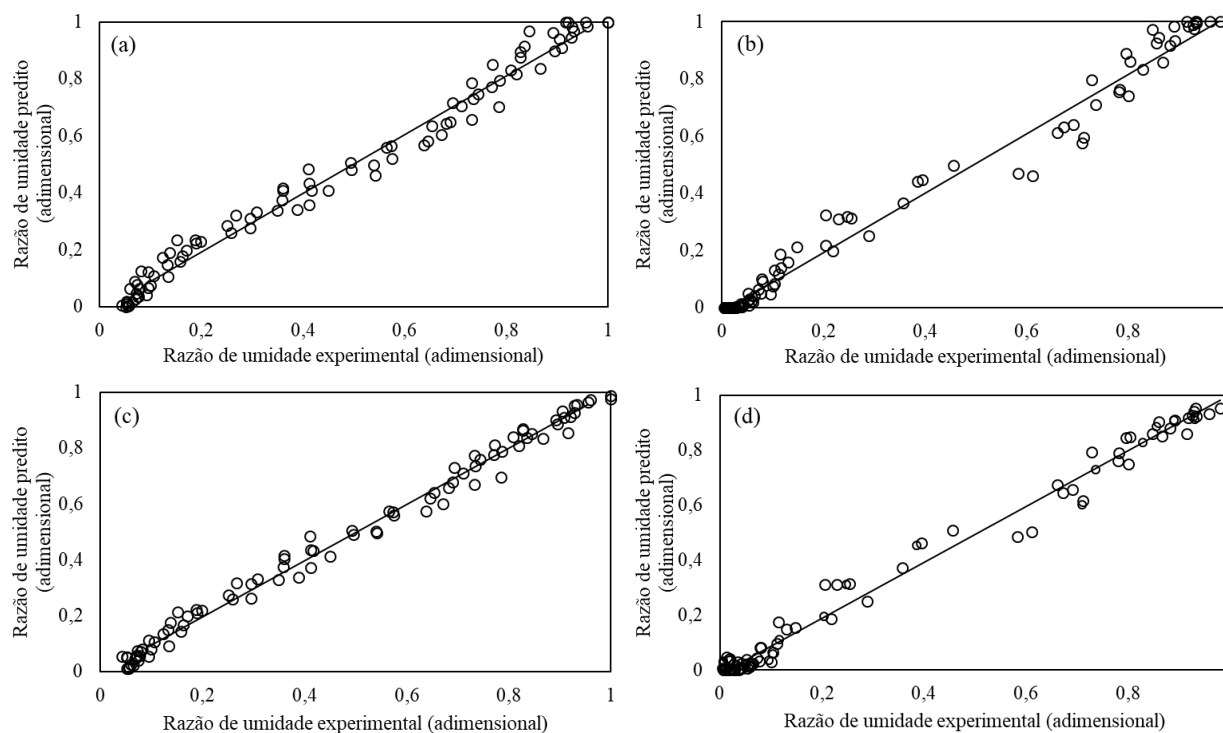 (a)
1
0,8
0,6
0,4
0,2
0
Razão de umidade predito
(adimensional)
0
0,2
0,4
0,6
0,8
1
Razão de umidade experimental (adimensional)
(b)
1
0,8
0,6
0,4
0,2
0
Razão de umidade predito
(adimensional)
0
0,2
0,4
0,6
0,8
Razão de umidade experimental (adimensional)
(c)
1
0,8
0,6
0,4
0,2
0
Razão de umidade predito
(adimensional)
0
0,2
0,4
0,6
0,8
1
Razão de umidade experimental (adimensional)
(d)
1
0,8
0,6
0,4
0,2
0
Razão de umidade predito
(adimensional)
0
0,2
0,4
0,6
0,8
Razão de umidade experimental (adimensional)